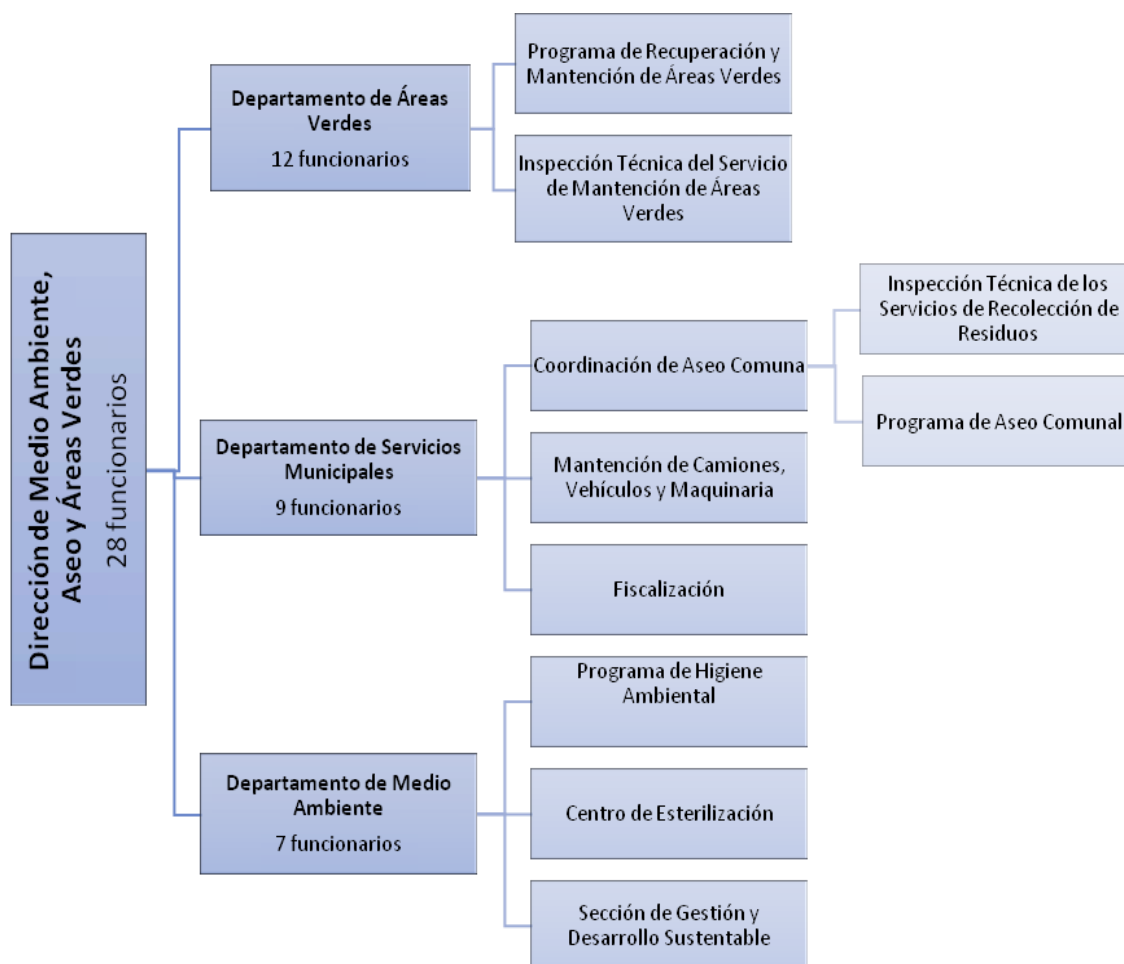 Dirección de Medio Ambiente,
Aseo y Áreas Verdes
28 funcionarios
Departamento de Áreas
Verdes
12 funcionarios
Programa de Recuperación y
Mantención de Áreas Verdes
Inspección Técnica del Servicio
de Mantención de Áreas
Verdes
Departamento de Servicios
Municipales
9 funcionarios
Coordinación de Aseo Comuna
Inspección Técnica de los
Servicios de Recolección de
Residuos
Programa de Aseo Comunal
Mantención de Camiones,
Vehículos y Maquinaria
Fiscalización
Departamento de Medio
Ambiente
7 funcionarios
Programa de Higiene
Ambiental
Centro de Esterilización
Sección de Gestión y
Desarrollo Sustentable